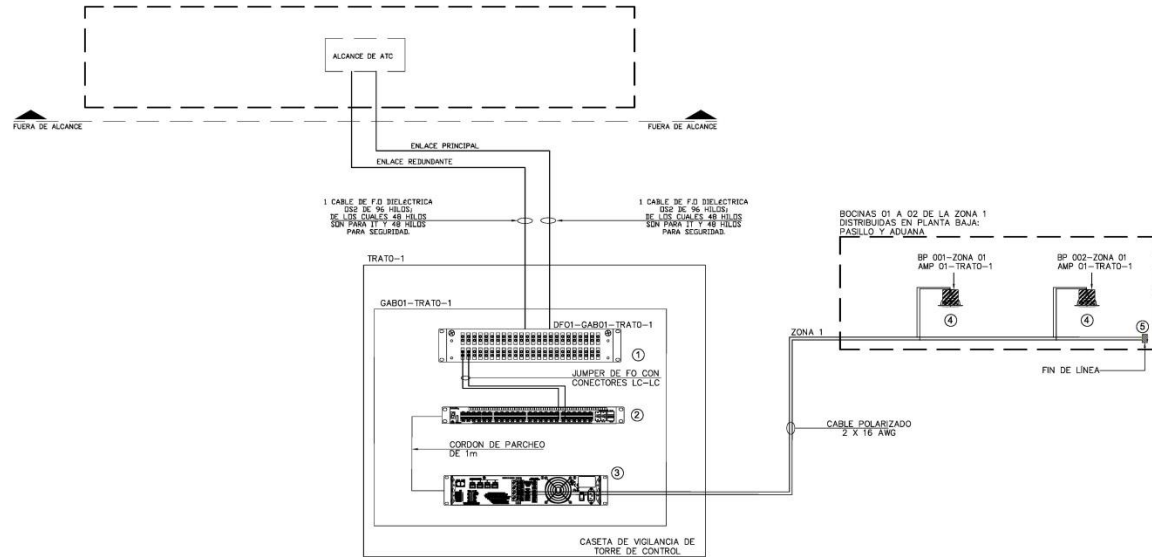 ALCANCE DE ATC
FUERA DE ALCANCE
FUERA DE ALCANCE
ENLACE PRINCIPAL
ENLACE REDUNDANTE
1 CABLE DE F.O DIELéCTRICA
OS2 DE 96 HILOS;
DE LOS CUALES 48 HILOS
SON PARA IT Y 48 HILOS
PARA SEGURIDAD.
1 CABLE DE F.O DIELéCTRICA
OS2 DE 96 HILOS;
DE LOS CUALES 48 HILOS
SON PARA IT Y 48 HILOS
PARA SEGURIDAD.
BOCINAS 01 A 02 DE LA ZONA 1
DISTRIBUIDAS EN PLANTA BAJA:
PASILLO Y ADUANA
BP 001-ZONA 01
AMP 01-TRATO-1
BP 002-ZONA 01
AMP 01-TRATO-1
4
4
5
ZONA 1
FIN DE LÍNEA
TRATO-1
GAB01-TRATO-1
DFO1-GAB01-TRATO-1
1
JUMPER DE FO CON
CONECTORES LC-LC
2
CORDON DE PARCHEO
DE 1m
3
CABLE POLARIZADO
2 X 16 AWG
CASETA DE VIGILANCIA DE
TORRE DE CONTROL